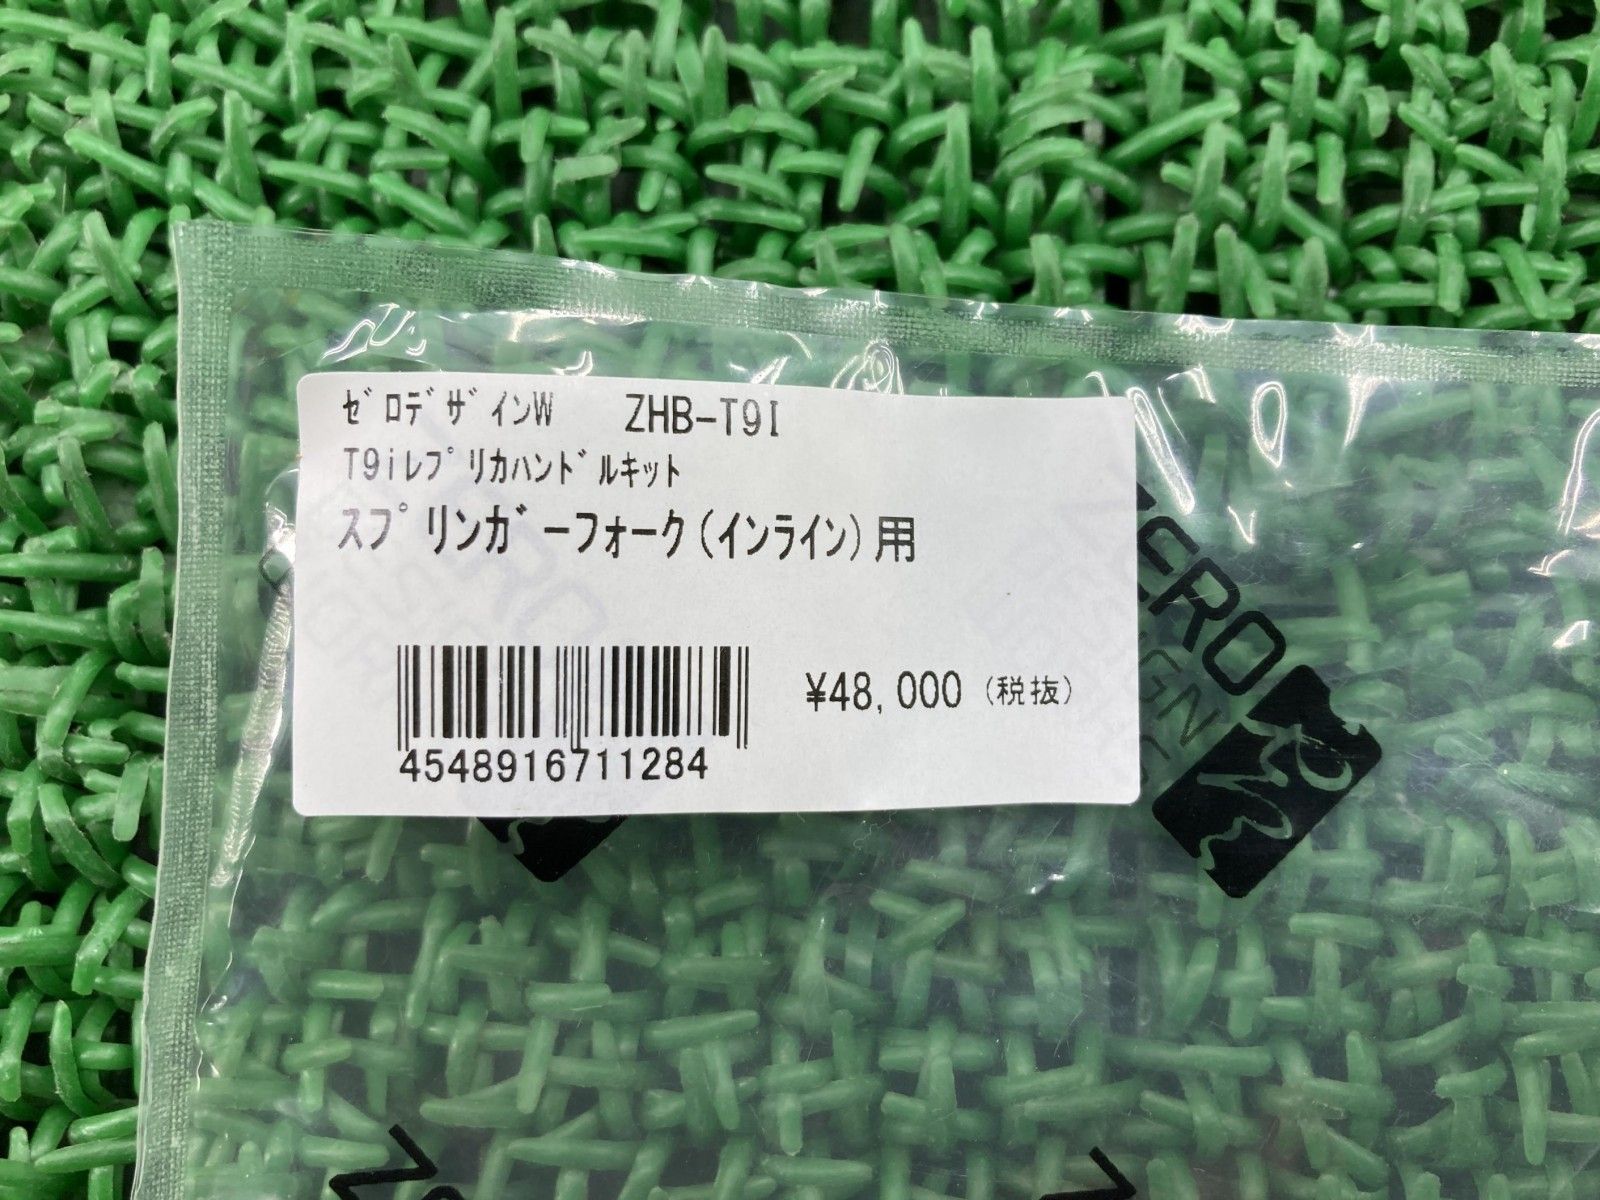 ｾﾞﾛﾃﾞｻﾞｲﾝW ZHB-T9I
T9iﾚﾌﾟﾘｶﾊﾝﾄﾞﾙｷｯﾄ
ｽﾌﾟﾘﾝｶﾞｰﾌｫｰｸ(ｲﾝﾗｲﾝ)用
¥48,000 (税抜)
4548916711284
ZERO